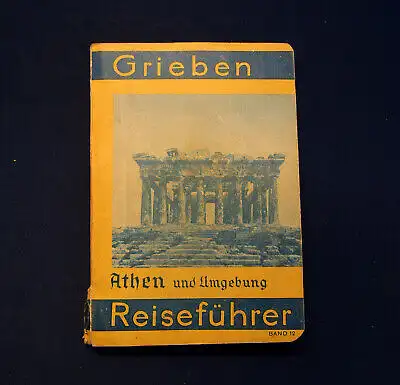 Grieben
Athen und Umgebung
Reiseführer
BAND 12